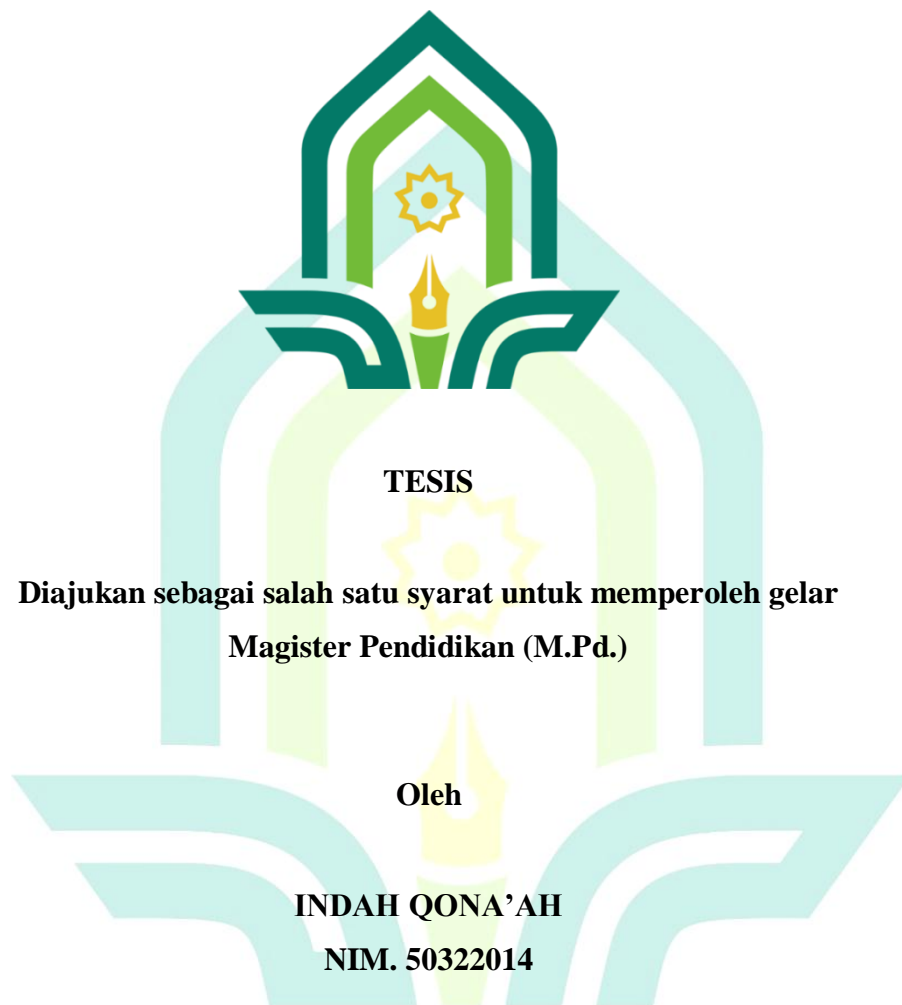 TESIS
Diajukan sebagai salah satu syarat untuk memperoleh gelar
Magister Pendidikan (M.Pd.)
Oleh
INDAH QONA’AH
NIM. 50322014